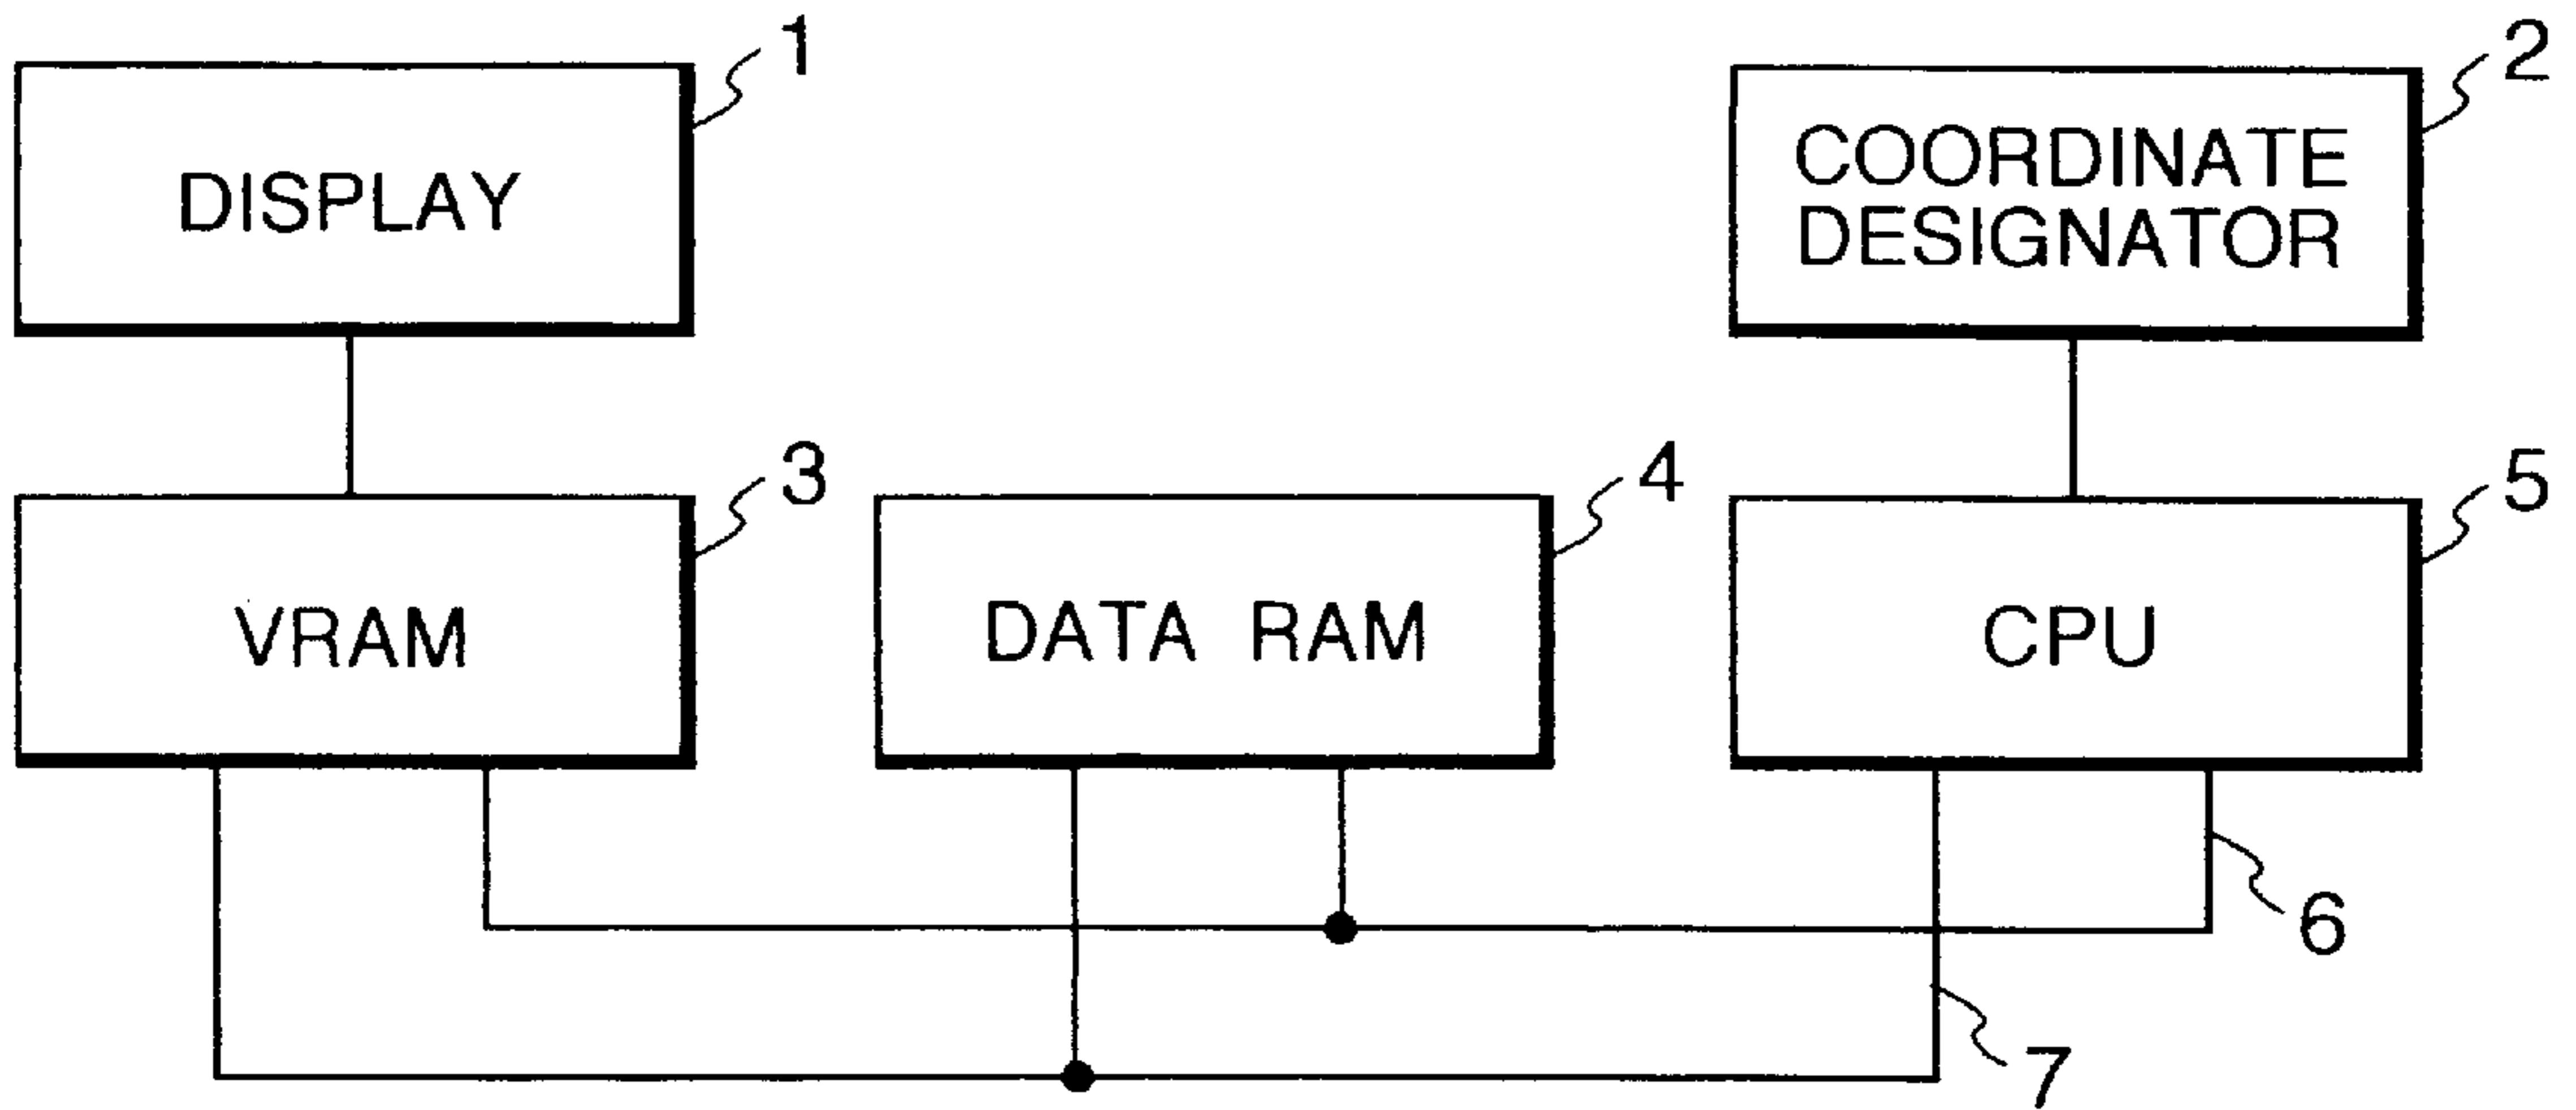 1
2
DISPLAY
COORDINATE
DESIGNATOR
3
4
5
VRAM
DATA RAM
CPU
6
7